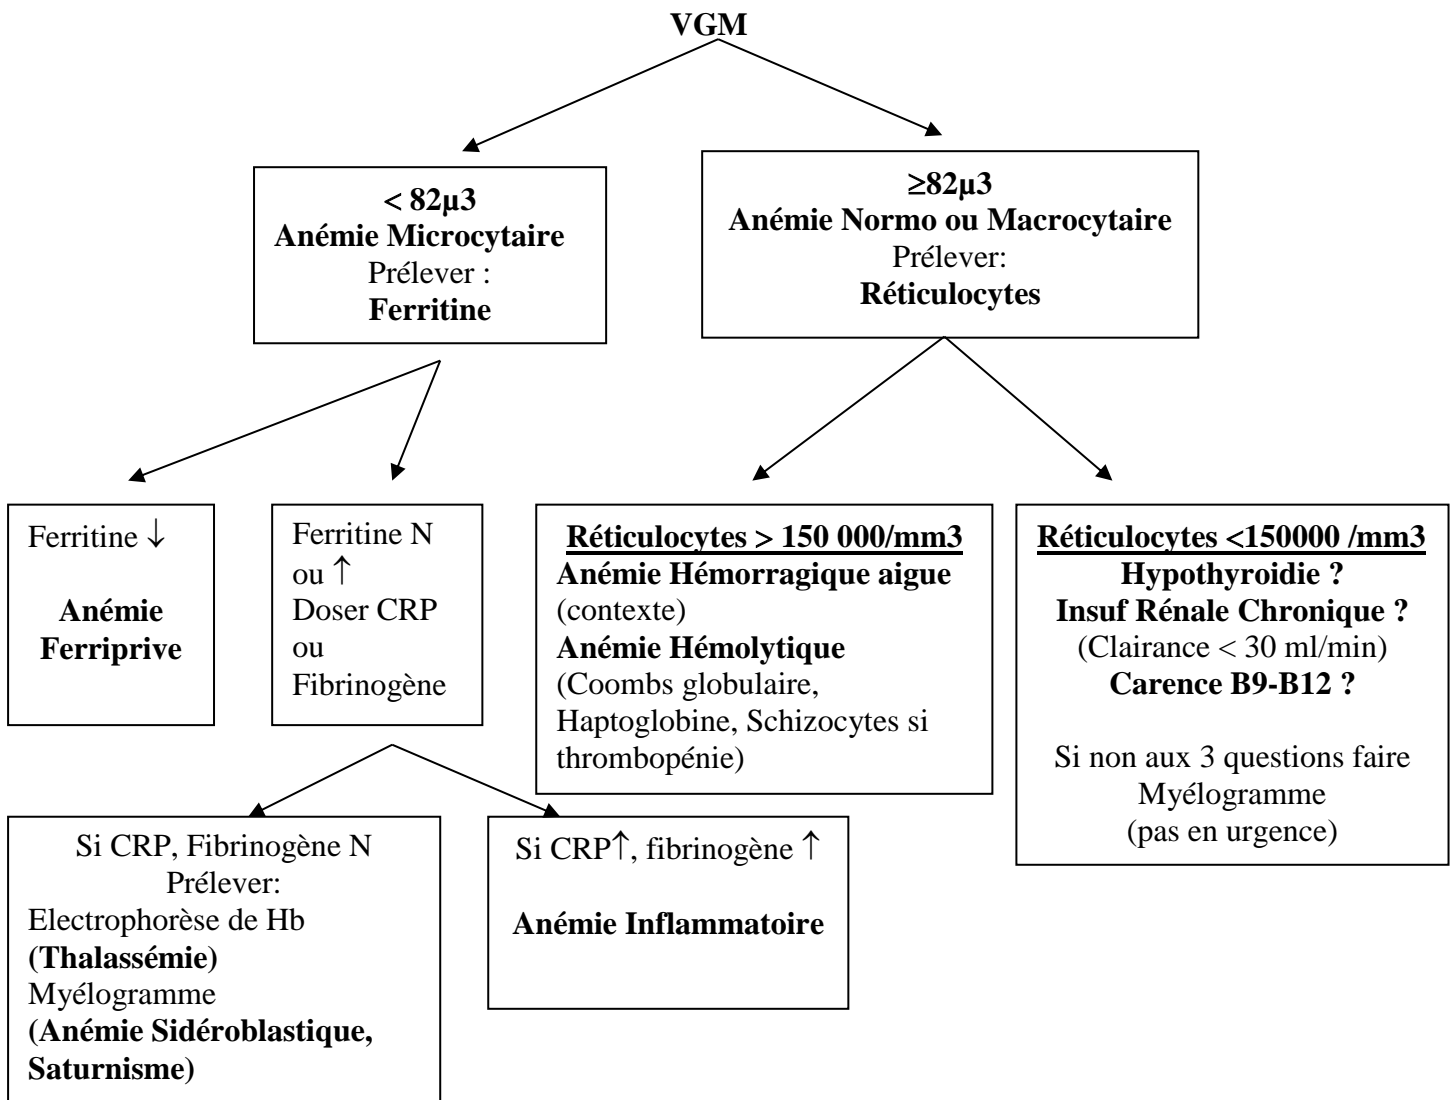 VGM
< 82µ3
Anémie Microcytaire
Prélever :
Ferritine
≥82µ3
Anémie Normo ou Macrocytaire
Prélever:
Réticulocytes
Ferritine ↓
Anémie
Ferriprive
Ferritine N
ou ↑
Doser CRP
ou
Fibrinogène
Réticulocytes > 150 000/mm3
Anémie Hémorragique aigue
(contexte)
Anémie Hémolytique
(Coombs globulaire,
Haptoglobine, Schizocytes si
thrombopénie)
Réticulocytes <150000 /mm3
Hypothyroidie ?
Insuf Rénale Chronique ?
(Clairance < 30 ml/min)
Carence B9-B12 ?
Si non aux 3 questions faire
Myélogramme
(pas en urgence)
Si CRP, Fibrinogène N
Prélever:
Electrophorèse de Hb
(Thalassémie)
Myélogramme
(Anémie Sidéroblastique,
Saturnisme)
Si CRP↑, fibrinogène ↑
Anémie Inflammatoire